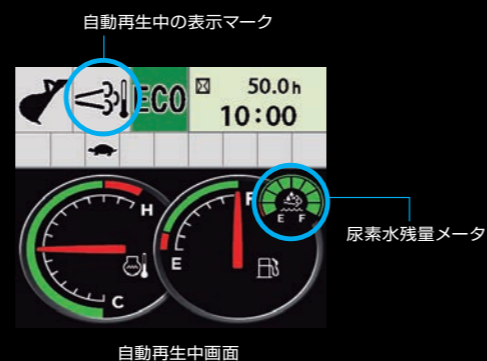 自動再生中の表示マーク
ECO
50.0h
10:00
H
C
F
E
E F
尿素水残量メータ
自動再生中画面